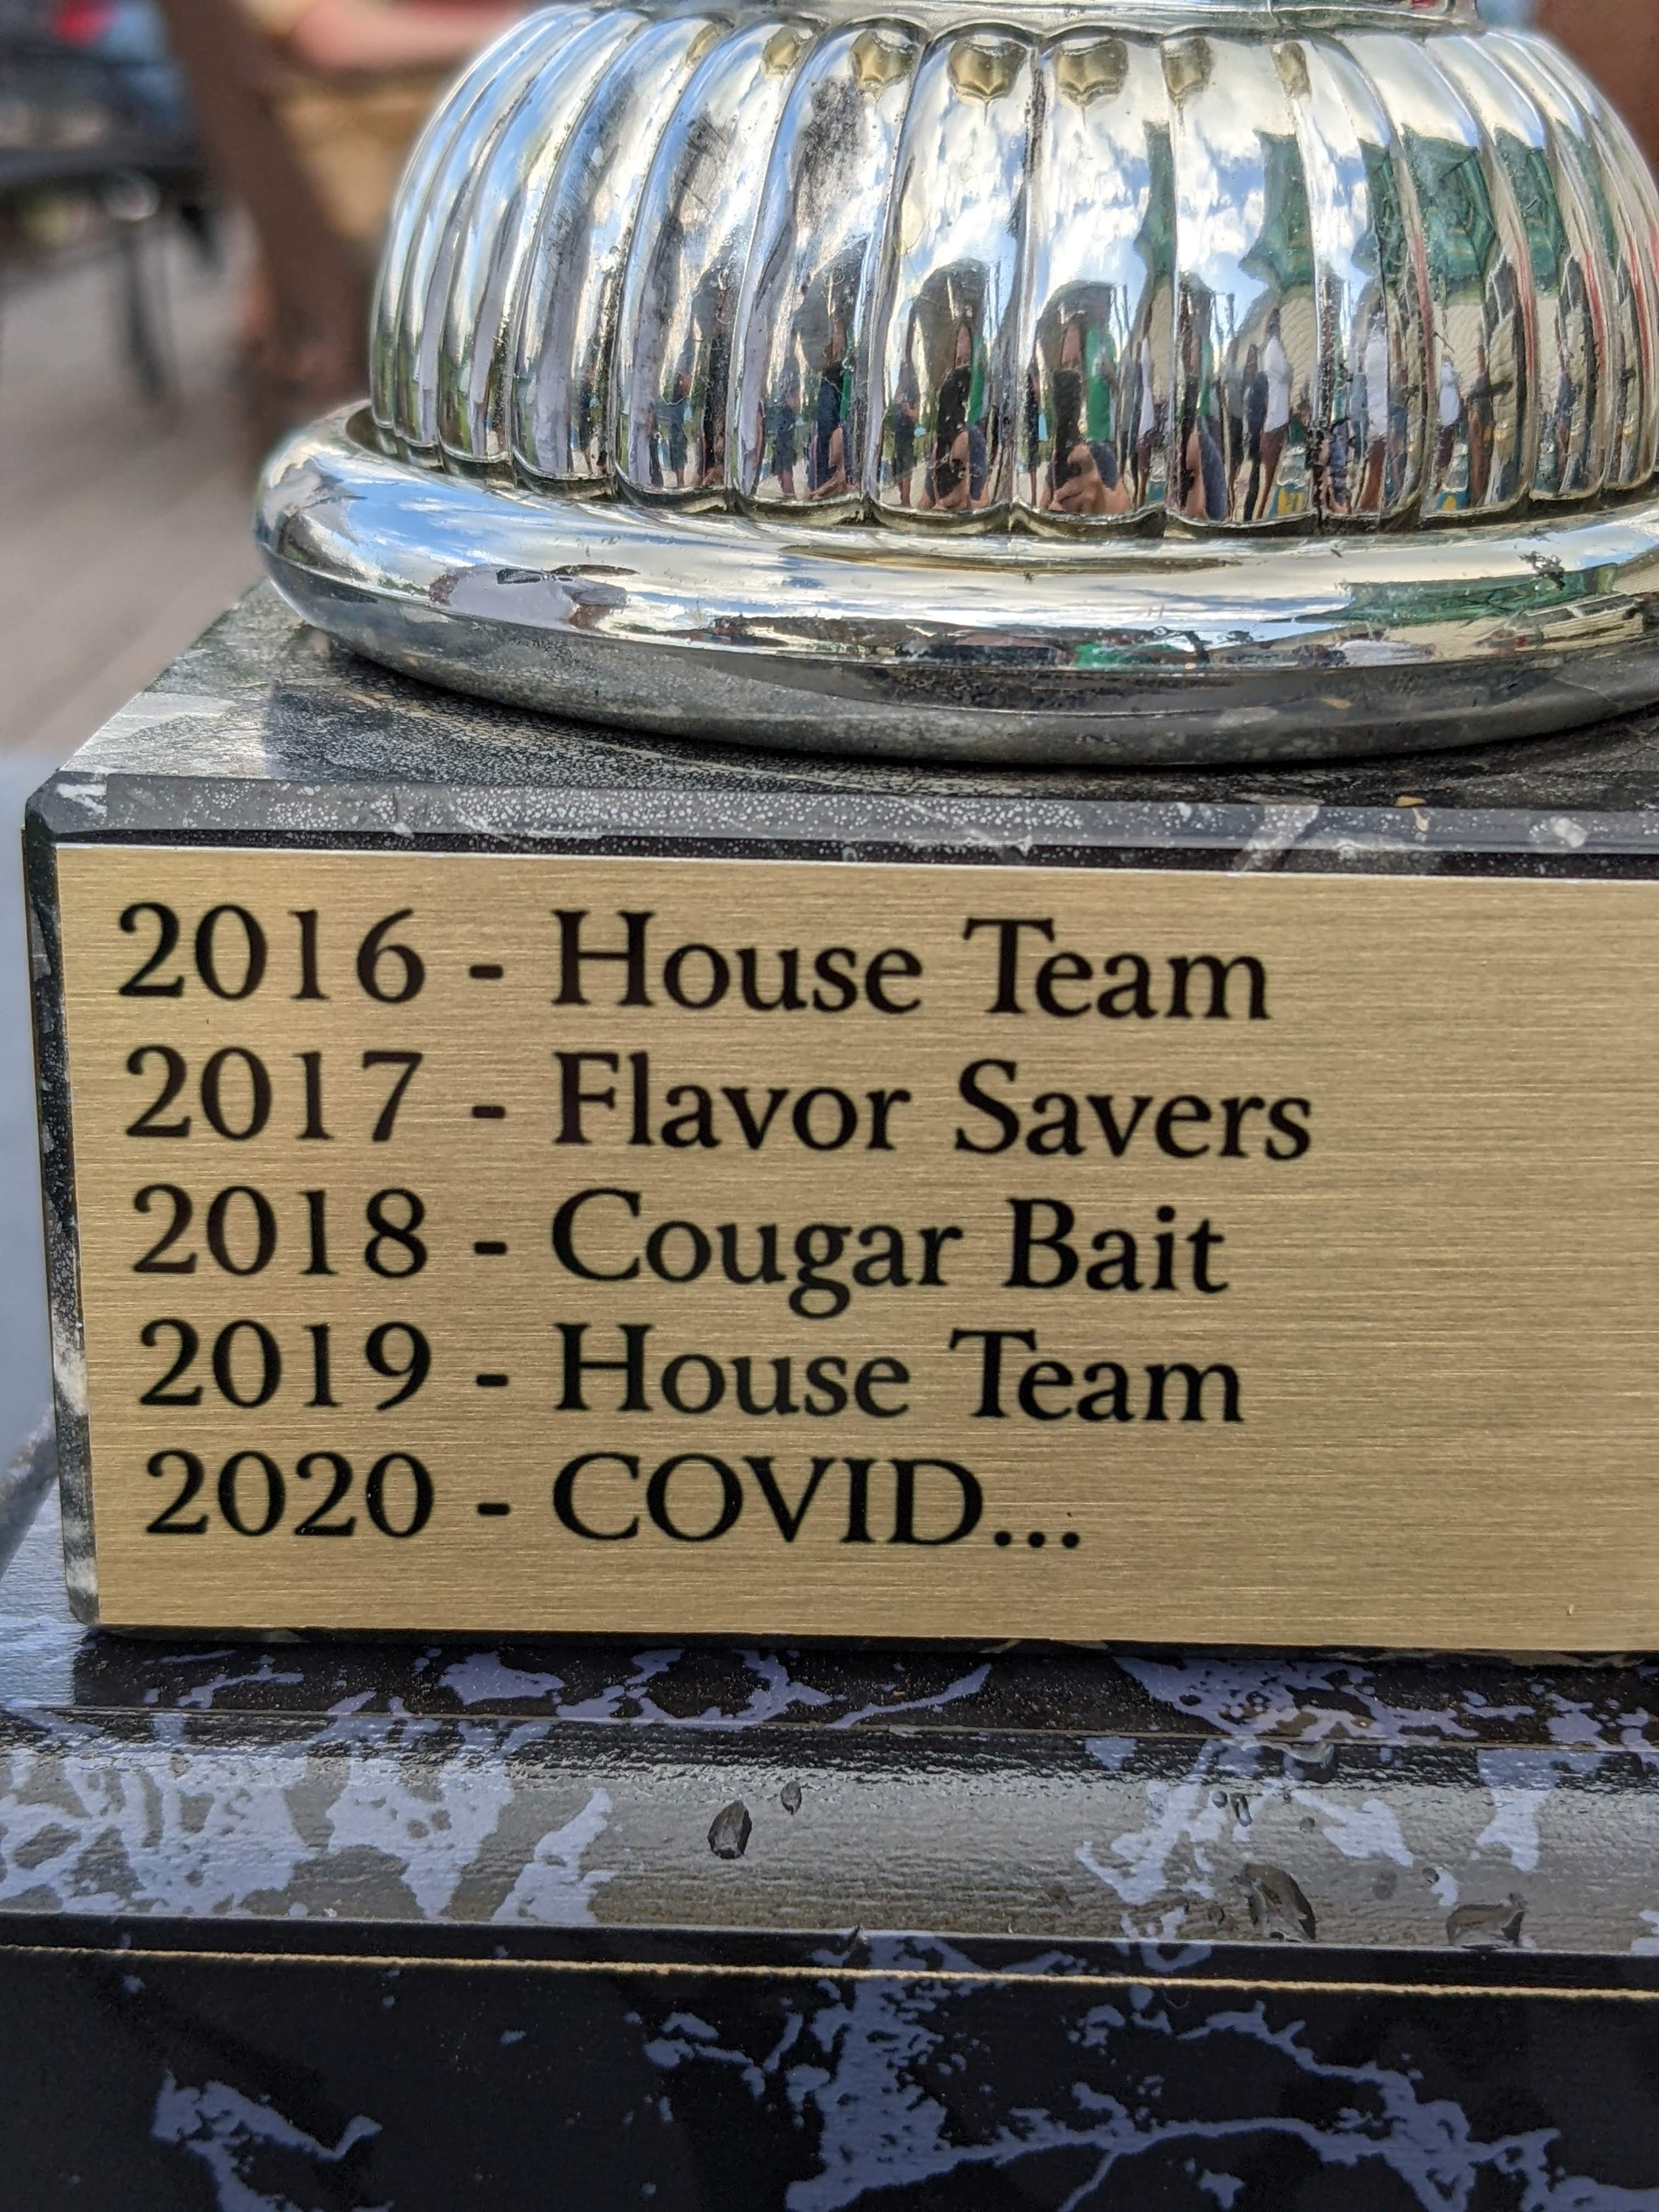 2016 - House Team
2017 - Flavor Savers
2018 - Cougar Bait
2019 - House Team
2020 - COVID...